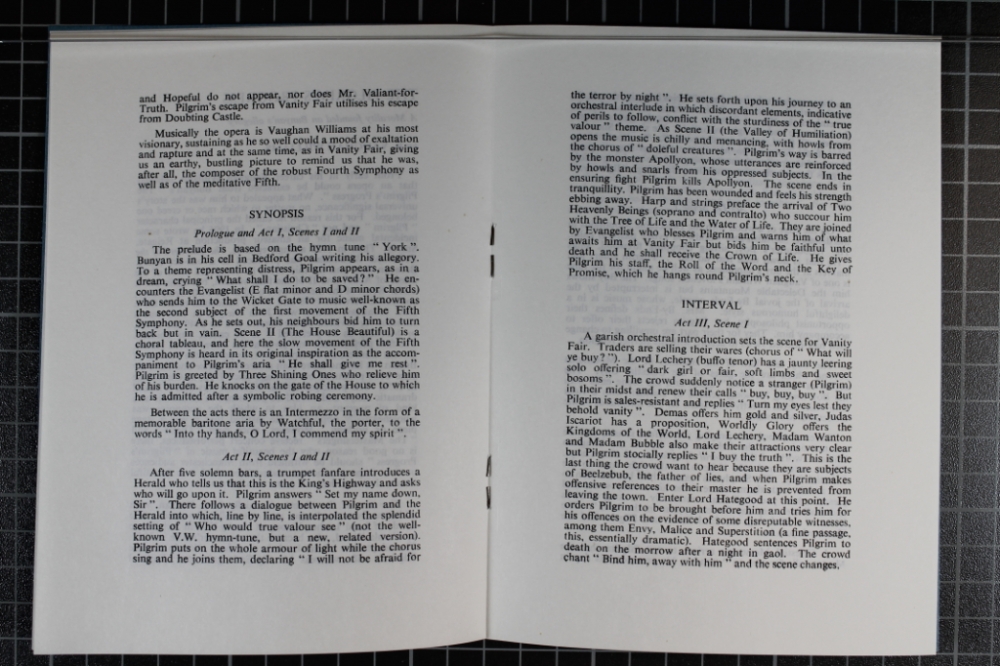 and Hopeful do not appear, nor does Mr. Valiant-for-
Truth. Pilgrim's escape from Vanity Fair utilises his escape
from Doubting Castle.
Musically the opera is Vaughan Williams at his most
visionary, sustaining as he so well could a mood of exaltation
and rapture and at the same time, as in Vanity Fair, giving
us an earthy, bustling picture to remind us that he was,
after all, the composer of the robust Fourth Symphony as
well as of the meditative Fifth.
SYNOPSIS
Prologue and Act I, Scenes I and II
The prelude is based on the hymn tune " York ".
Bunyan is in his cell in Bedford Goal writing his allegory.
To a theme representing distress, Pilgrim appears, as in a
dream, crying " What shall I do to be saved? " He en-
counters the Evangelist (E flat minor and D minor chords)
who sends him to the Wicket Gate to music well-known as
the second subject of the first movement of the Fifth
Symphony. As he sets out, his neighbours bid him to turn
back but in vain. Scene II (The House Beautiful) is a
choral tableau, and here the slow movement of the Fifth
Symphony is heard in its original inspiration as the accom-
paniment to Pilgrim's aria " He shall give me rest ".
Pilgrim is greeted by Three Shining Ones who relieve him
of his burden. He knocks on the gate of the House to which
he is admitted after a symbolic robing ceremony.
Between the acts there is an Intermezzo in the form of a
memorable baritone aria by Watchful, the porter, to the
words " Into thy hands, O Lord, I commend my spirit ".
Act II, Scenes I and II
After five solemn bars, a trumpet fanfare introduces a
Herald who tells us that this is the King's Highway and asks
who will go upon it. Pilgrim answers " Set my name down,
Sir ". There follows a dialogue between Pilgrim and the
Herald into which, line by line, is interpolated the splendid
setting of " Who would true valour see " (not the well-
known V.W. hymn-tune, but a new, related version).
Pilgrim puts on the whole armour of light while the chorus
sing and he joins them, declaring " I will not be afraid for
the terror by night ". He sets forth upon his journey to an
orchestral interlude in which discordant elements, indicative
of perils to follow, conflict with the sturdiness of the " true
valour " theme. As Scene II (the Valley of Humiliation)
opens the music is chilly and menancing, with howls from
the chorus of " doleful creatures ". Pilgrim's way is barred
by the monster Apollyon, whose utterances are reinforced
by howls and snarls from his oppressed subjects. In the
ensuring fight Pilgrim kills Apollyon. The scene ends in
tranquillity. Pilgrim has been wounded and feels his strength
ebbing away. Harp and strings preface the arrival of Two
Heavenly Beings (soprano and contralto) who succour him
with the Tree of Life and the Water of Life. They are joined
by Evangelist who blesses Pilgrim and warns him of what
awaits him at Vanity Fair but bids him be faithful unto
death and he shall receive the Crown of Life. He gives
Pilgrim his staff, the Roll of the Word and the Key of
Promise, which he hangs round Pilgrim's neck.
INTERVAL
Act III, Scene I
A garish orchestral introduction sets the scene for Vanity
Fair. Traders are selling their wares (chorus of " What will
ye buy? "). Lord Lechery (buffo tenor) has a jaunty leering
solo offering " dark girl or fair, soft limbs and sweet
bosoms ". The crowd suddenly notice a stranger (Pilgrim)
in their midst and renew their calls " buy, buy, buy ". But
Pilgrim is sales-resistant and replies " Turn my eyes lest they
behold vanity ". Demas offers him gold and silver, Judas
Iscariot has a proposition, Worldly Glory offers the
Kingdoms of the World, Lord Lechery, Madam Wanton
and Madam Bubble also make their attractions very clear
but Pilgrim stocially replies " I buy the truth ". This is the
last thing the crowd want to hear because they are subjects
of Beelzebub, the father of lies, and when Pilgrim makes
offensive references to their master he is prevented from
leaving the town. Enter Lord Hategood at this point. He
orders Pilgrim to be brought before him and tries him for
his offences on the evidence of some disreputable witnesses,
among them Envy, Malice and Superstition (a fine passage,
this, essentially dramatic). Hategood sentences Pilgrim to
death on the morrow after a night in gaol. The crowd
chant " Bind him, away with him " and the scene changes.